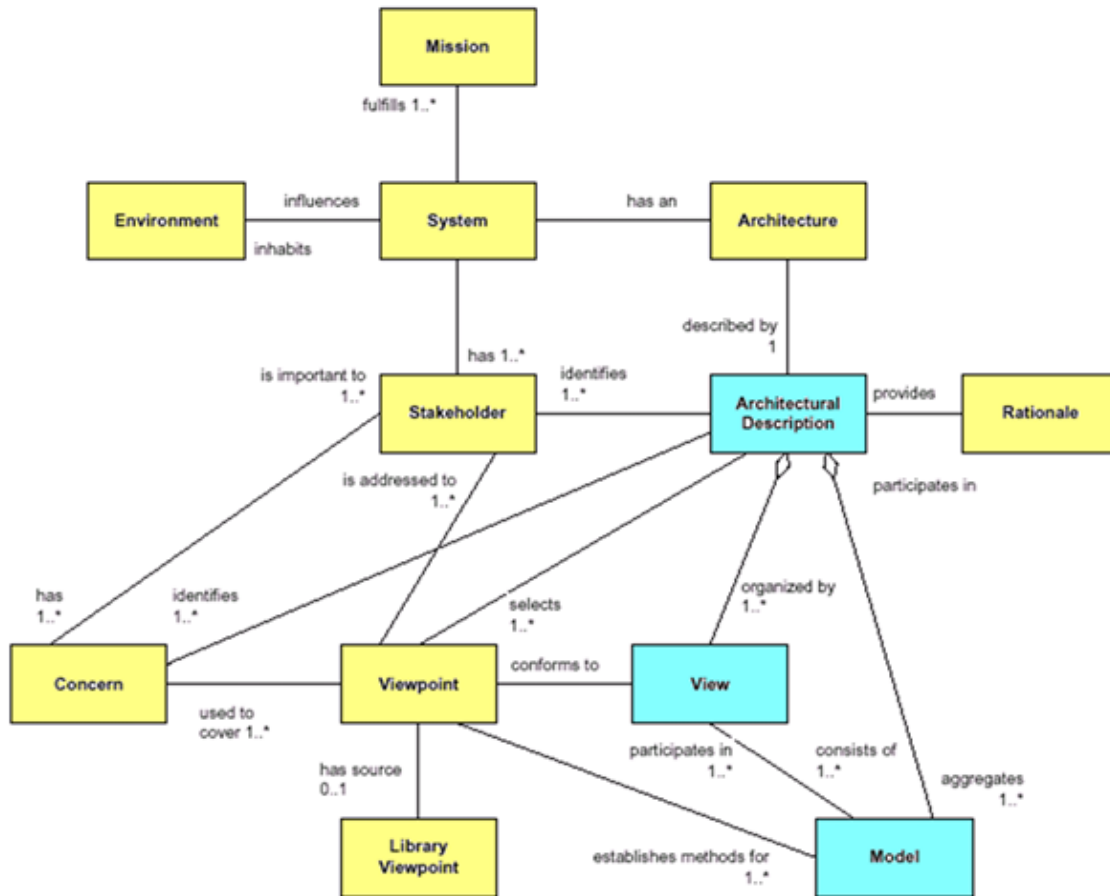 Mission
fulfills 1..*
Environment
influences
inhabits
System
has an
Architecture
described by
1
has 1..*
is important to
1..*
Stakeholder
identifies
1..*
Architectural
Description
provides
Rationale
is addressed to
1..*
participates in
has
1..*
identifies
1..*
selects
1..*
organized by
1..*
Concern
used to
cover 1..*
Viewpoint
conforms to
View
has source
0..1
participates in
1..*
consists of
1..*
aggregates
1..*
Library
Viewpoint
establishes methods for
1..*
Model